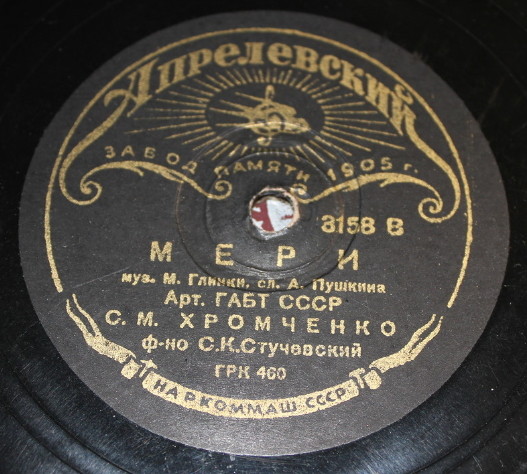 Апрелевский
ЗАВОД ПАМЯТИ 1905 г.
3158 В
МЕРИ
муз. М. Глинки, сл. А. Пушкина
Арт. ГАБТ СССР
С. М. ХРОМЧЕНКО
ф-но С.К.Стучевский
ГРК 460
НАРКОММАШ СССР